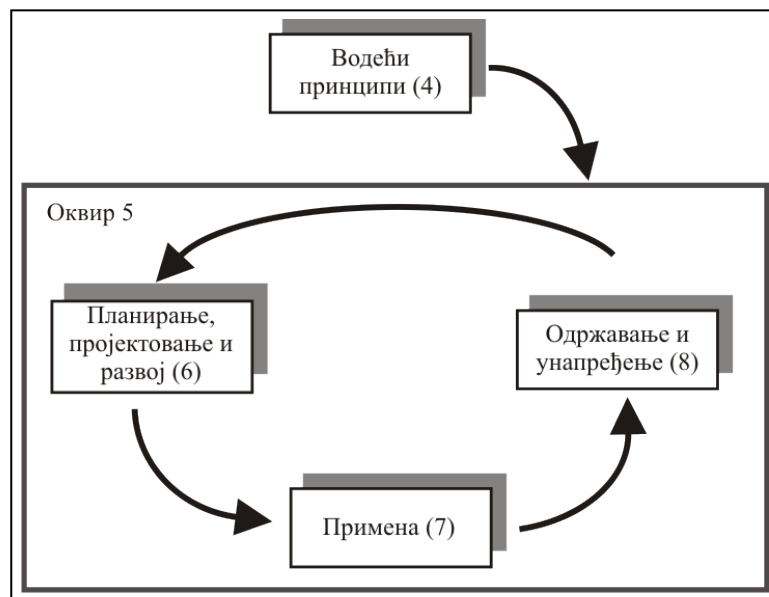 Водећи
принципи (4)
Оквир 5
Планирање,
пројектовање и
развој (6)
Одржавање и
унапређење (8)
Примена (7)